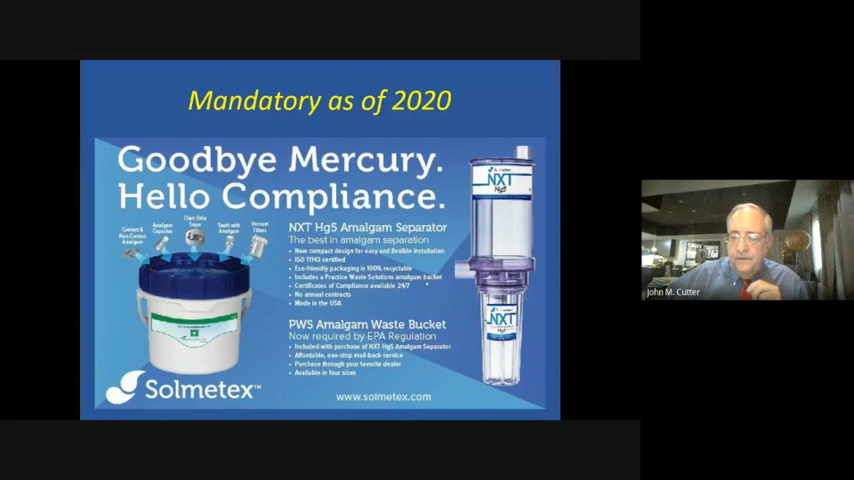 Mandatory as of 2020
Goodbye Mercury.
Hello Compliance.
Contact &
Non-Contact
Amalgam
Amalgam
Capsules
Chair-Side
Traps
Teeth with
Amalgam
Vacuum
Filters
NXT Hg5 Amalgam Separator
The best in amalgam separation
• New compact design for easy and flexible installation
• ISO 11143 certified
• Eco-friendly packaging is 100% recyclable
• Includes a Practice Waste Solutions amalgam bucket
• Certificates of Compliance available 24/7
• No annual contracts
• Made in the USA
PWS Amalgam Waste Bucket
Now required by EPA Regulation
• Included with purchase of NXT Hg5 Amalgam Separator
• Affordable, one-stop mail-back service
• Purchase through your favorite dealer
• Available in four sizes
Solmetex™
www.solmetex.com
Solmetex
NXT
Hg5
NXT
John M. Cutter